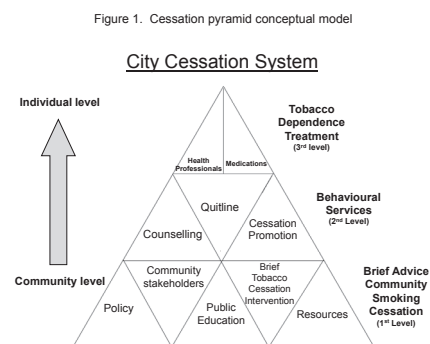 Figure 1.  Cessation pyramid conceptual model
City Cessation System
Individual level
Tobacco
Dependence
Treatment
(3rd level)
Health
Professionals
Medications
Quitline
Counselling
Cessation
Promotion
Behavioural
Services
(2nd Level)
Community level
Community
stakeholders
Brief
Tobacco
Cessation
Intervention
Policy
Public
Education
Resources
Brief Advice
Community
Smoking
Cessation
(1st Level)